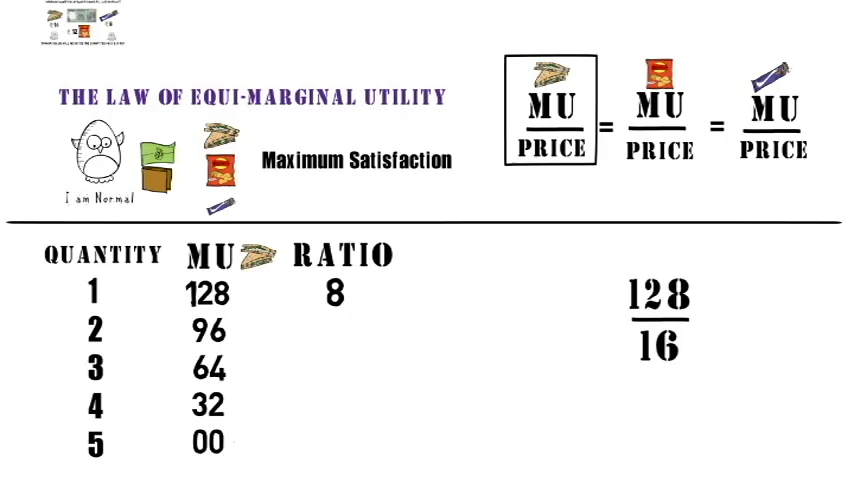 THE LAW OF EQUI-MARGINAL UTILITY
I am Normal
Maximum Satisfaction
MU = MU = MU
PRICE PRICE PRICE
QUANTITY MU RATIO
1 128 8
2 96
3 64
4 32
5 00
128
16